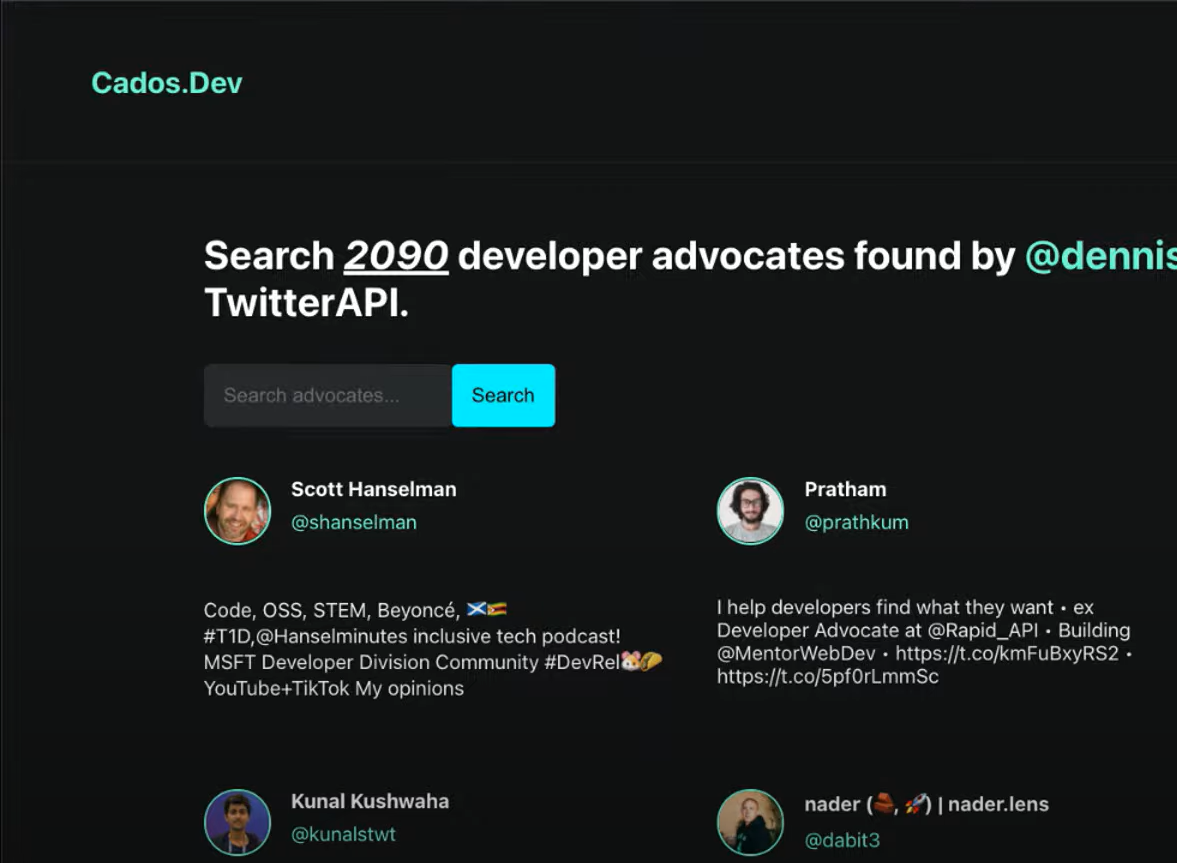 Cados.Dev
Search 2090 developer advocates found by @dennis
TwitterAPI.
Search advocates...
Search
Scott Hanselman
@shanselman
Code, OSS, STEM, Beyoncé, 🏴󠁧󠁢󠁳󠁣󠁴󠁿🇿🇼
#T1D,@Hanselminutes inclusive tech podcast!
MSFT Developer Division Community #DevRel🐹🌮
YouTube+TikTok My opinions
Pratham
@prathkum
I help developers find what they want • ex
Developer Advocate at @Rapid_API • Building
@MentorWebDev • https://t.co/kmFuBxyRS2 •
https://t.co/5pf0rLmmSc
Kunal Kushwaha
@kunalstwt
nader (🧱, 🚀) | nader.lens
@dabit3